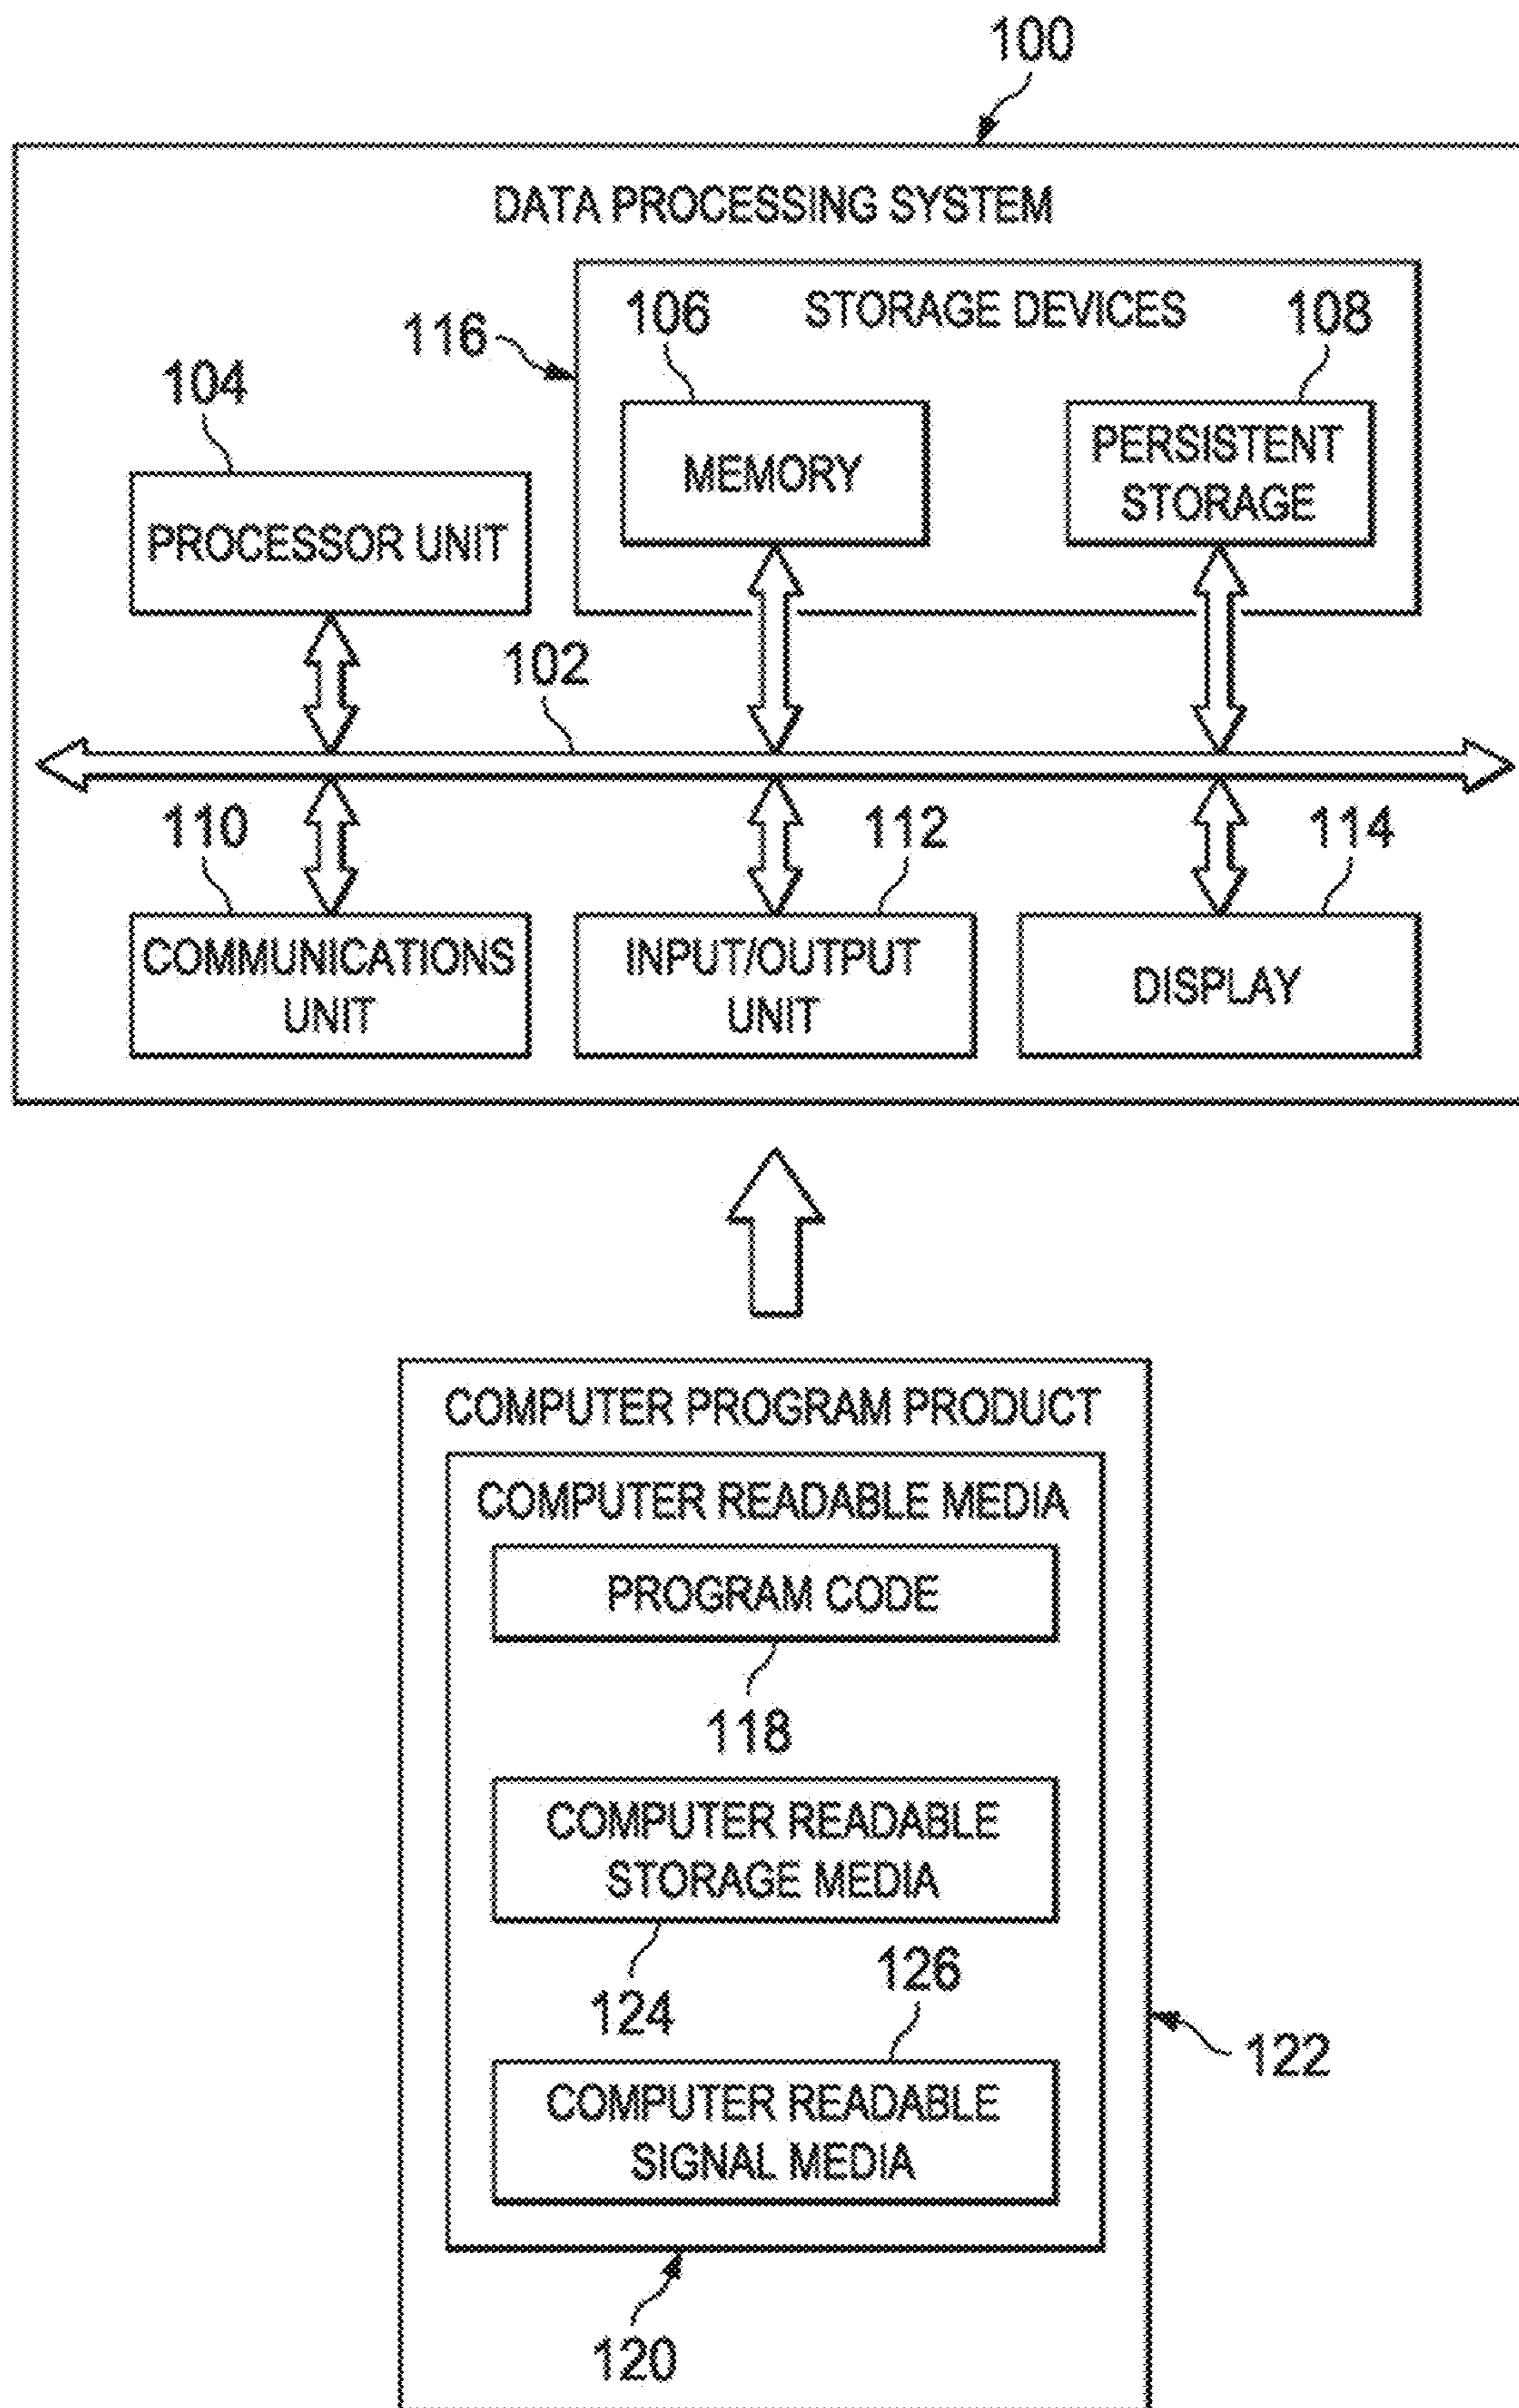 100
DATA PROCESSING SYSTEM
106
STORAGE DEVICES
108
116
104
MEMORY
PERSISTENT
STORAGE
PROCESSOR UNIT
102
110
112
114
COMMUNICATIONS
UNIT
INPUT/OUTPUT
UNIT
DISPLAY
COMPUTER PROGRAM PRODUCT
COMPUTER READABLE MEDIA
PROGRAM CODE
118
COMPUTER READABLE
STORAGE MEDIA
124
126
122
COMPUTER READABLE
SIGNAL MEDIA
120